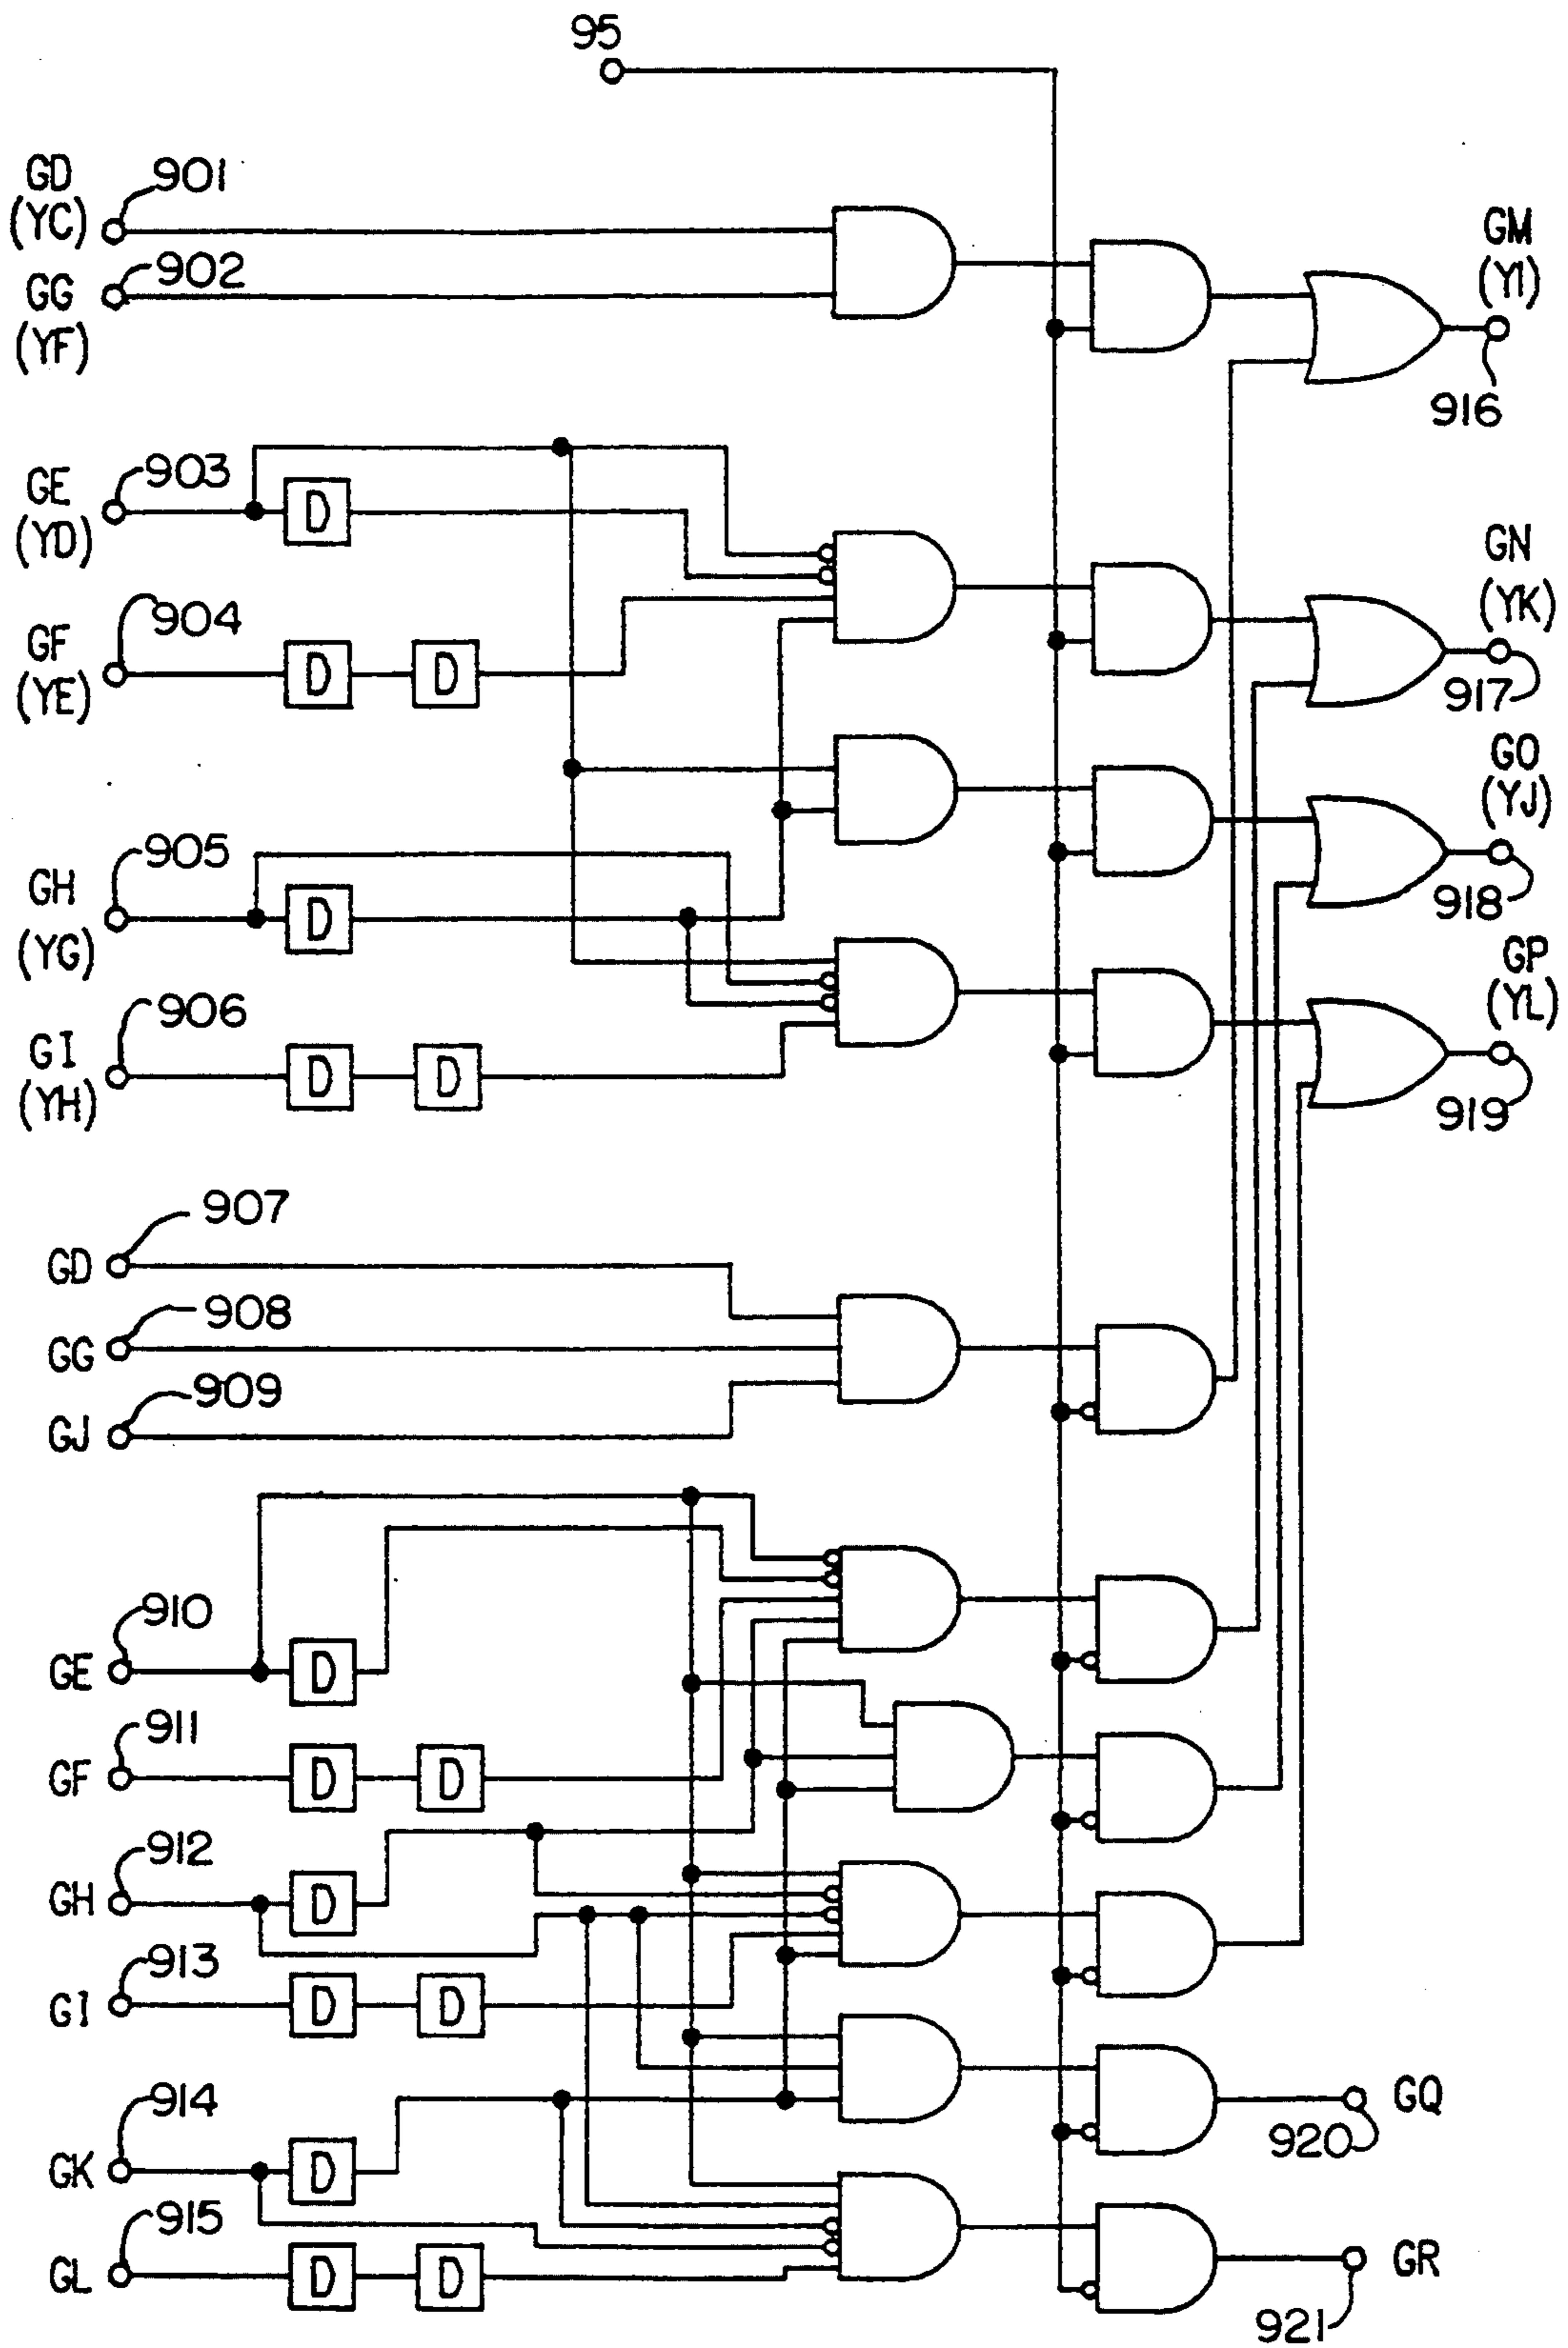 95
GD
(YC)
901
GG
(YF)
902
GM
(YI)
916
GE
(YD)
903
D
GF
(YE)
904
D D
GN
(YK)
917
GO
(YJ)
918
GH
(YG)
905
D
GI
(YH)
906
D D
GP
(YL)
919
GD
907
GG
908
GJ
909
GE
910
D
GF
911
D D
GH
912
D
GI
913
D D
GK
914
D
GL
915
D D
GQ
920
GR
921